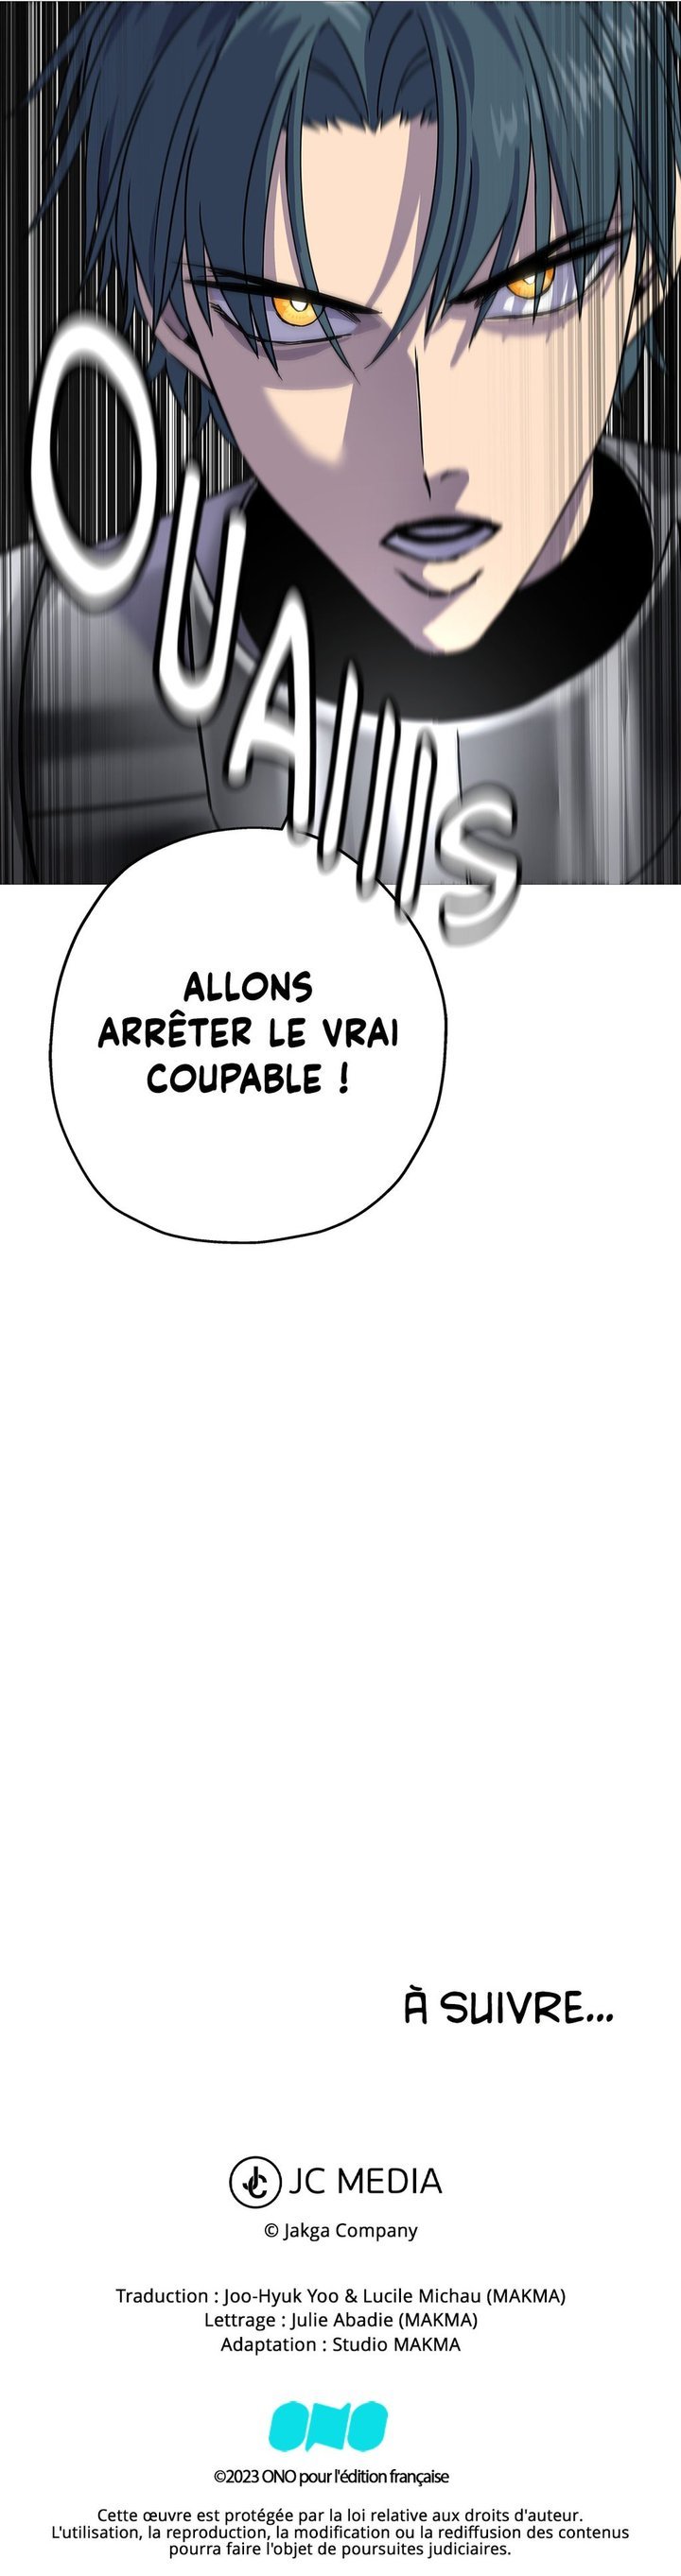 OUAIIIS
ALLONS
ARRÊTER LE VRAI
COUPABLE !
À SUIVRE...
JC JC MEDIA
© Jakga Company
Traduction : Joo-Hyuk Yoo & Lucile Michau (MAKMA)
Lettrage : Julie Abadie (MAKMA)
Adaptation : Studio MAKMA
ONO
©2023 ONO pour l'édition française
Cette œuvre est protégée par la loi relative aux droits d'auteur.
L'utilisation, la reproduction, la modification ou la rediffusion des contenus
pourra faire l'objet de poursuites judiciaires.